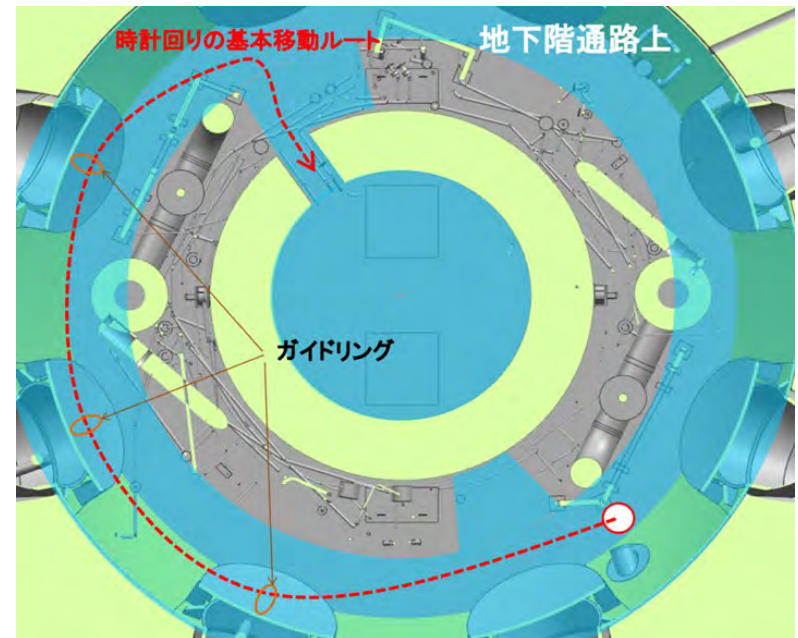 時計回りの基本移動ルート
地下階通路上
ガイドリング